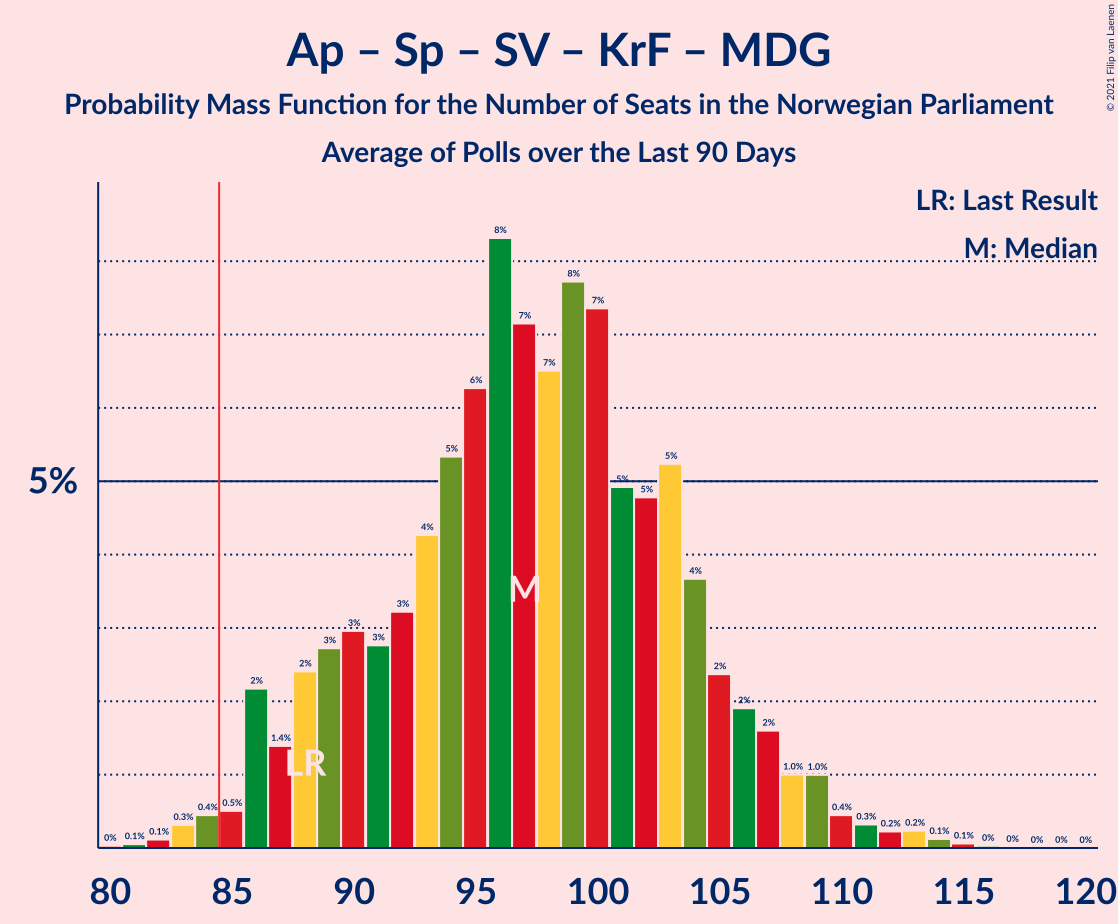 Ap – Sp – SV – KrF – MDG
Probability Mass Function for the Number of Seats in the Norwegian Parliament
Average of Polls over the Last 90 Days
© 2021 Filip van Laenen
LR: Last Result
M: Median
5%
0% 0.1% 0.1% 0.3% 0.4% 0.5% 2% 1.4% 2% 3% 3% 3% 3% 4% 5% 6% 8% 7% 7% 8% 7% 5% 5% 5% 4% 2% 2% 2% 1.0% 1.0% 0.4% 0.3% 0.2% 0.2% 0.1% 0.1% 0% 0% 0% 0% 0%
M
LR
80 85 90 95 100 105 110 115 120